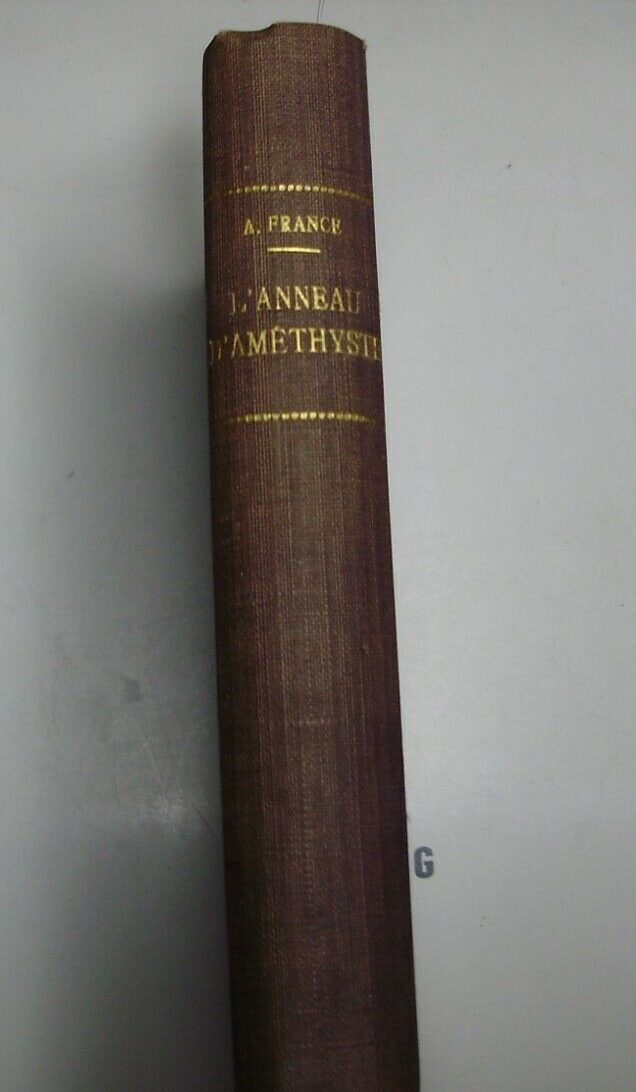 A. FRANCE
L'ANNEAU
D'AMÉTHYSTE
G